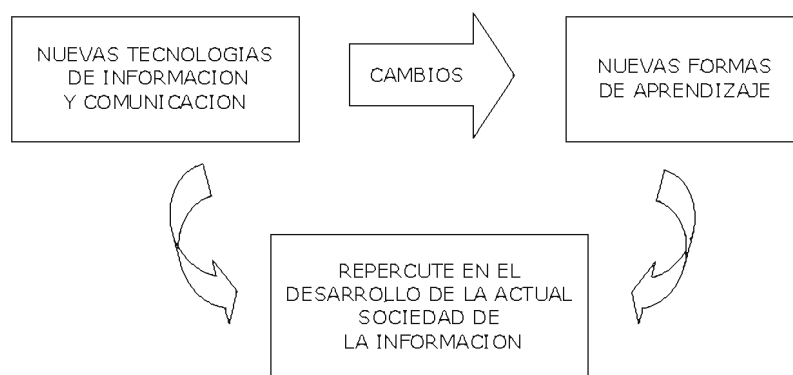 NUEVAS TECNOLOGIAS
DE INFORMACION
Y COMUNICACION
CAMBIOS
NUEVAS FORMAS
DE APRENDIZAJE
REPERCUTE EN EL
DESARROLLO DE LA ACTUAL
SOCIEDAD DE
LA INFORMACION